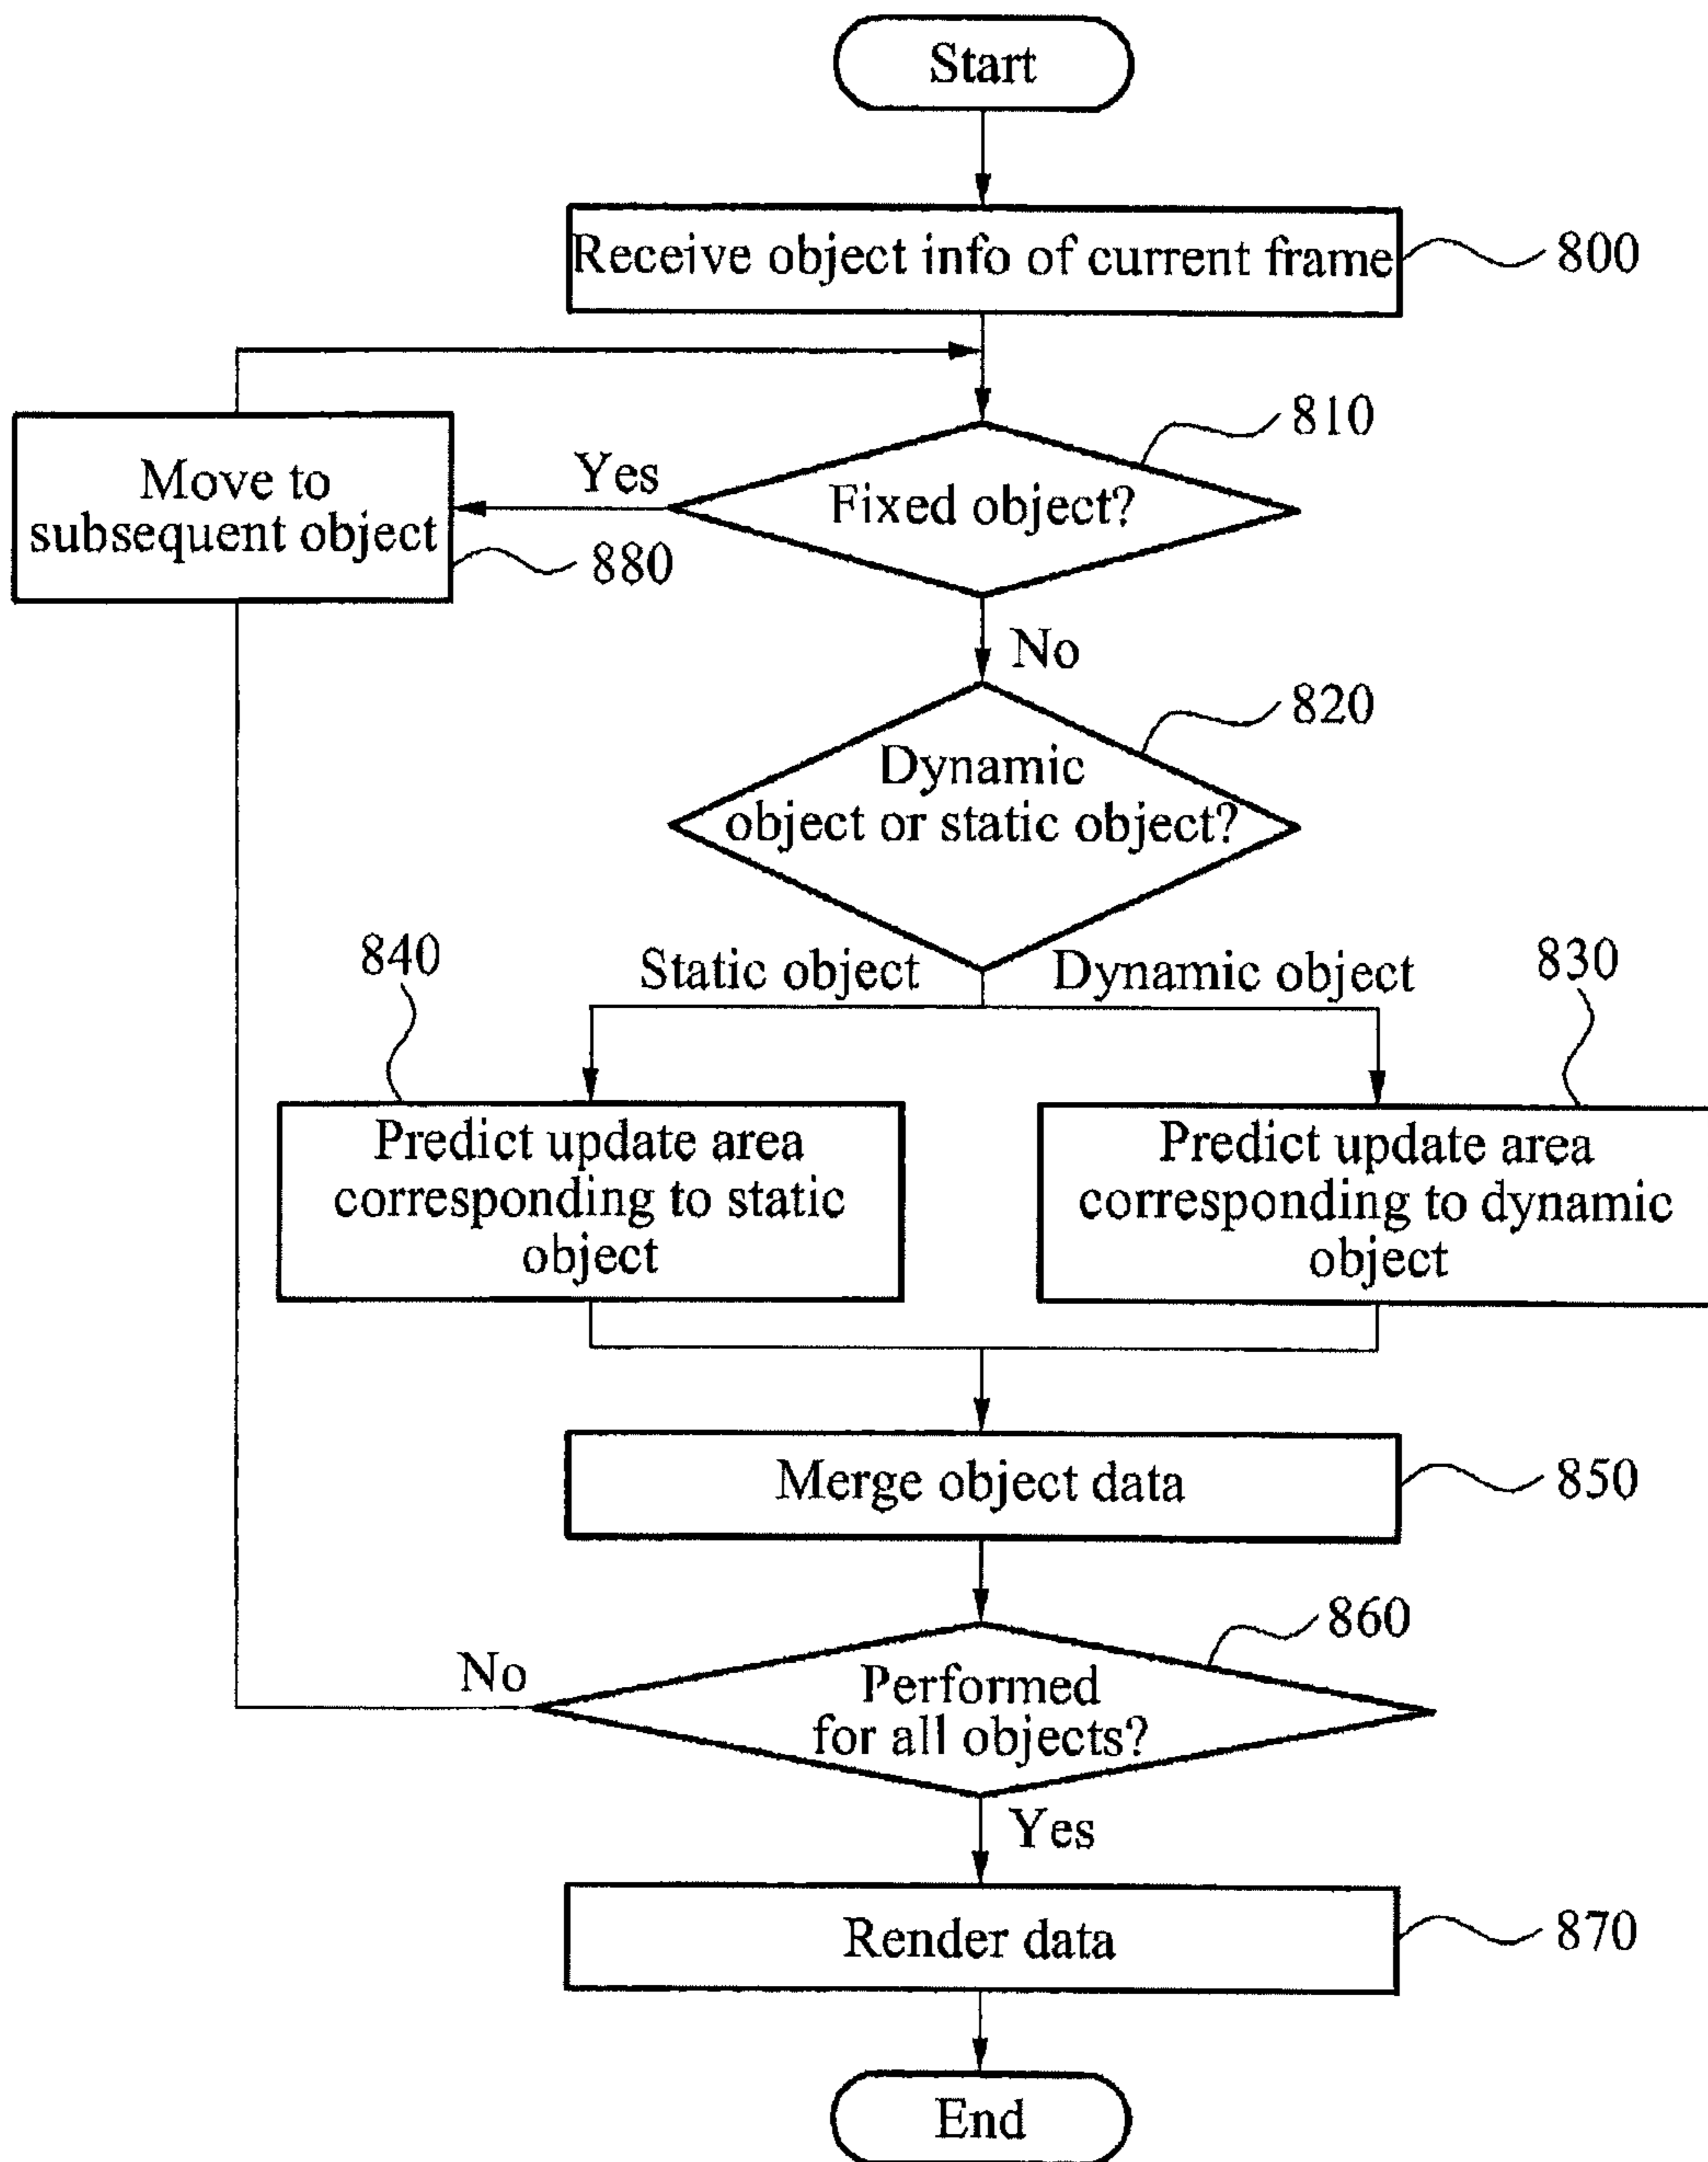 Start
Receive object info of current frame
800
810
Yes
Fixed object?
Move to
subsequent object
880
No
820
Dynamic
object or static object?
840
Static object
Dynamic object
830
Predict update area
corresponding to static
object
Predict update area
corresponding to dynamic
object
Merge object data
850
860
No
Performed
for all objects?
Yes
Render data
870
End